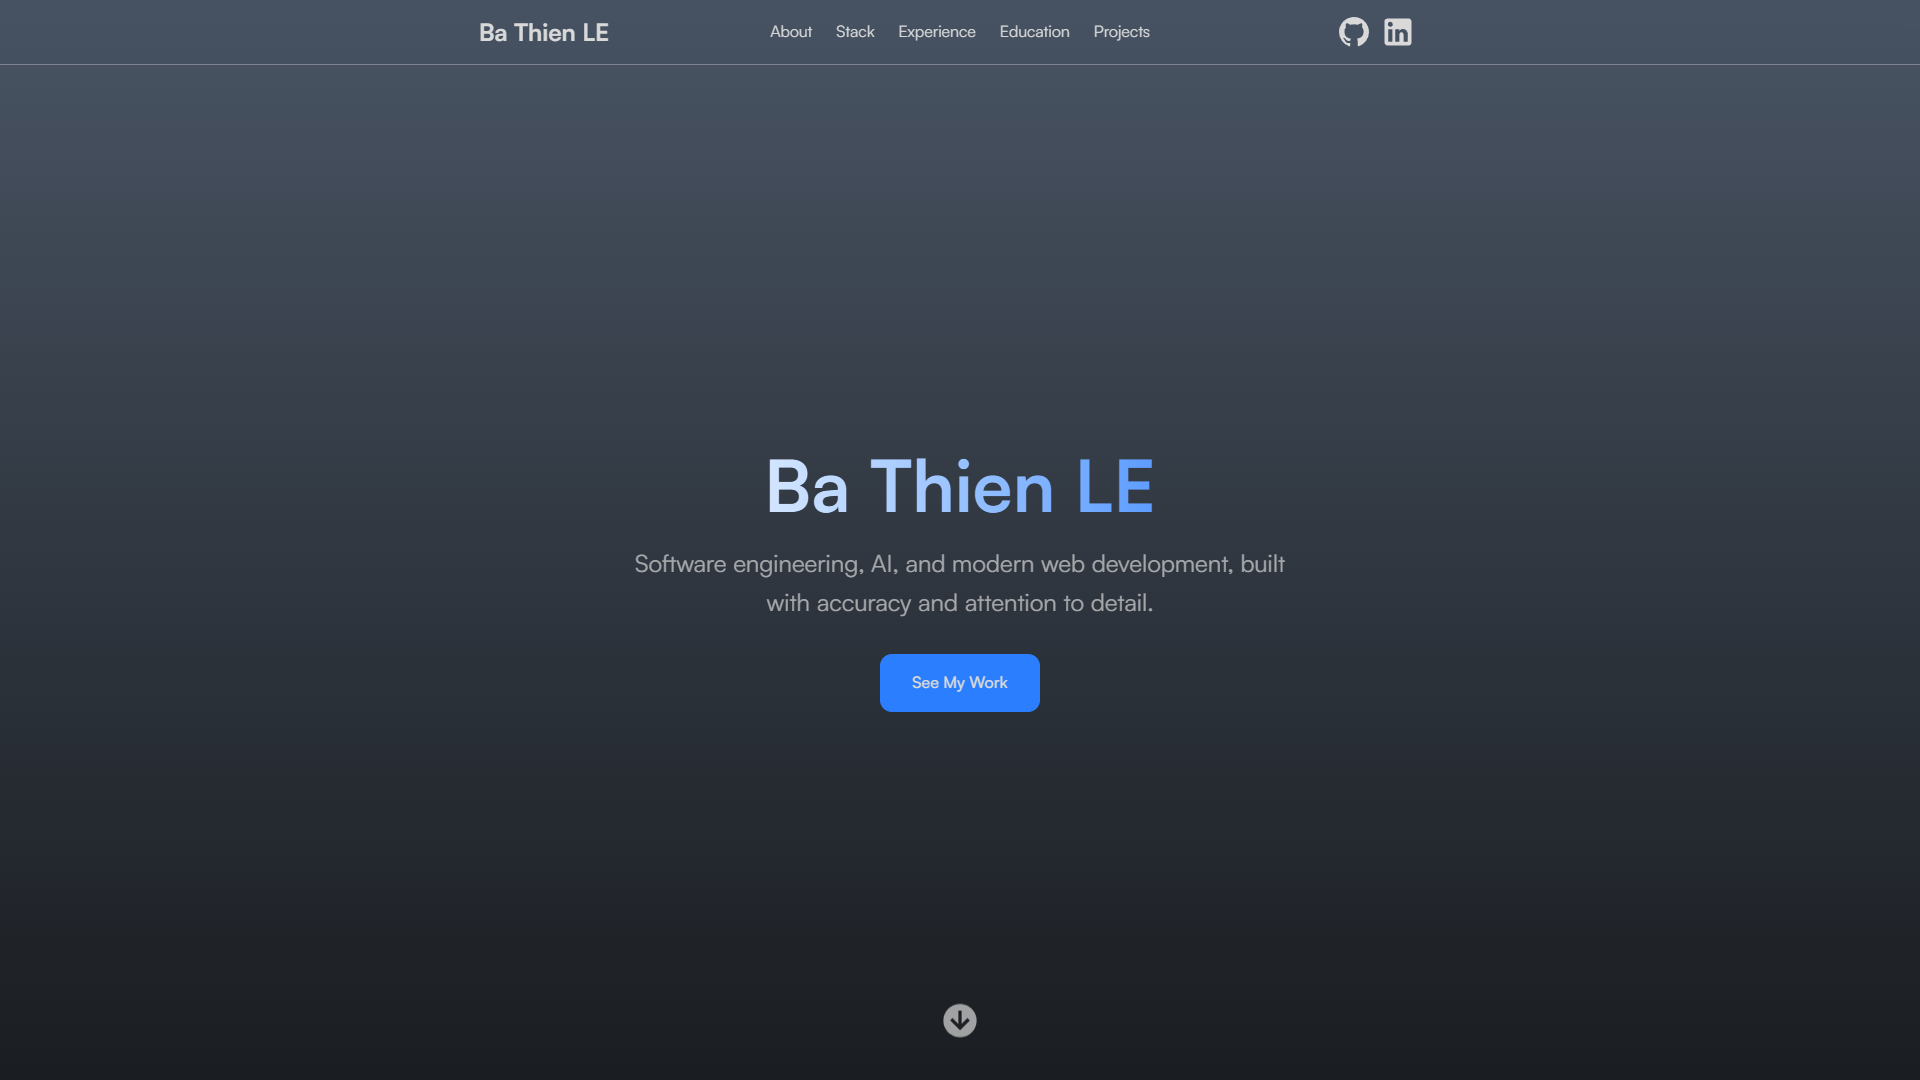 Ba Thien LE
About
Stack
Experience
Education
Projects
Ba Thien LE
Software engineering, AI, and modern web development, built
with accuracy and attention to detail.
See My Work